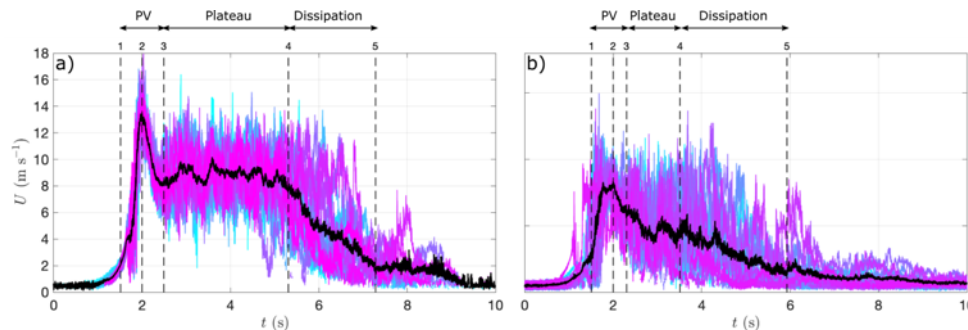 PV Plateau Dissipation PV Plateau Dissipation
1 2 3 4 5 1 2 3 4 5
a) b)
18
16
14
12
10
8
6
4
2
0
U (m s⁻¹) U (m s⁻¹)
0 2 4 6 8 10 0 2 4 6 8 10
t (s) t (s)